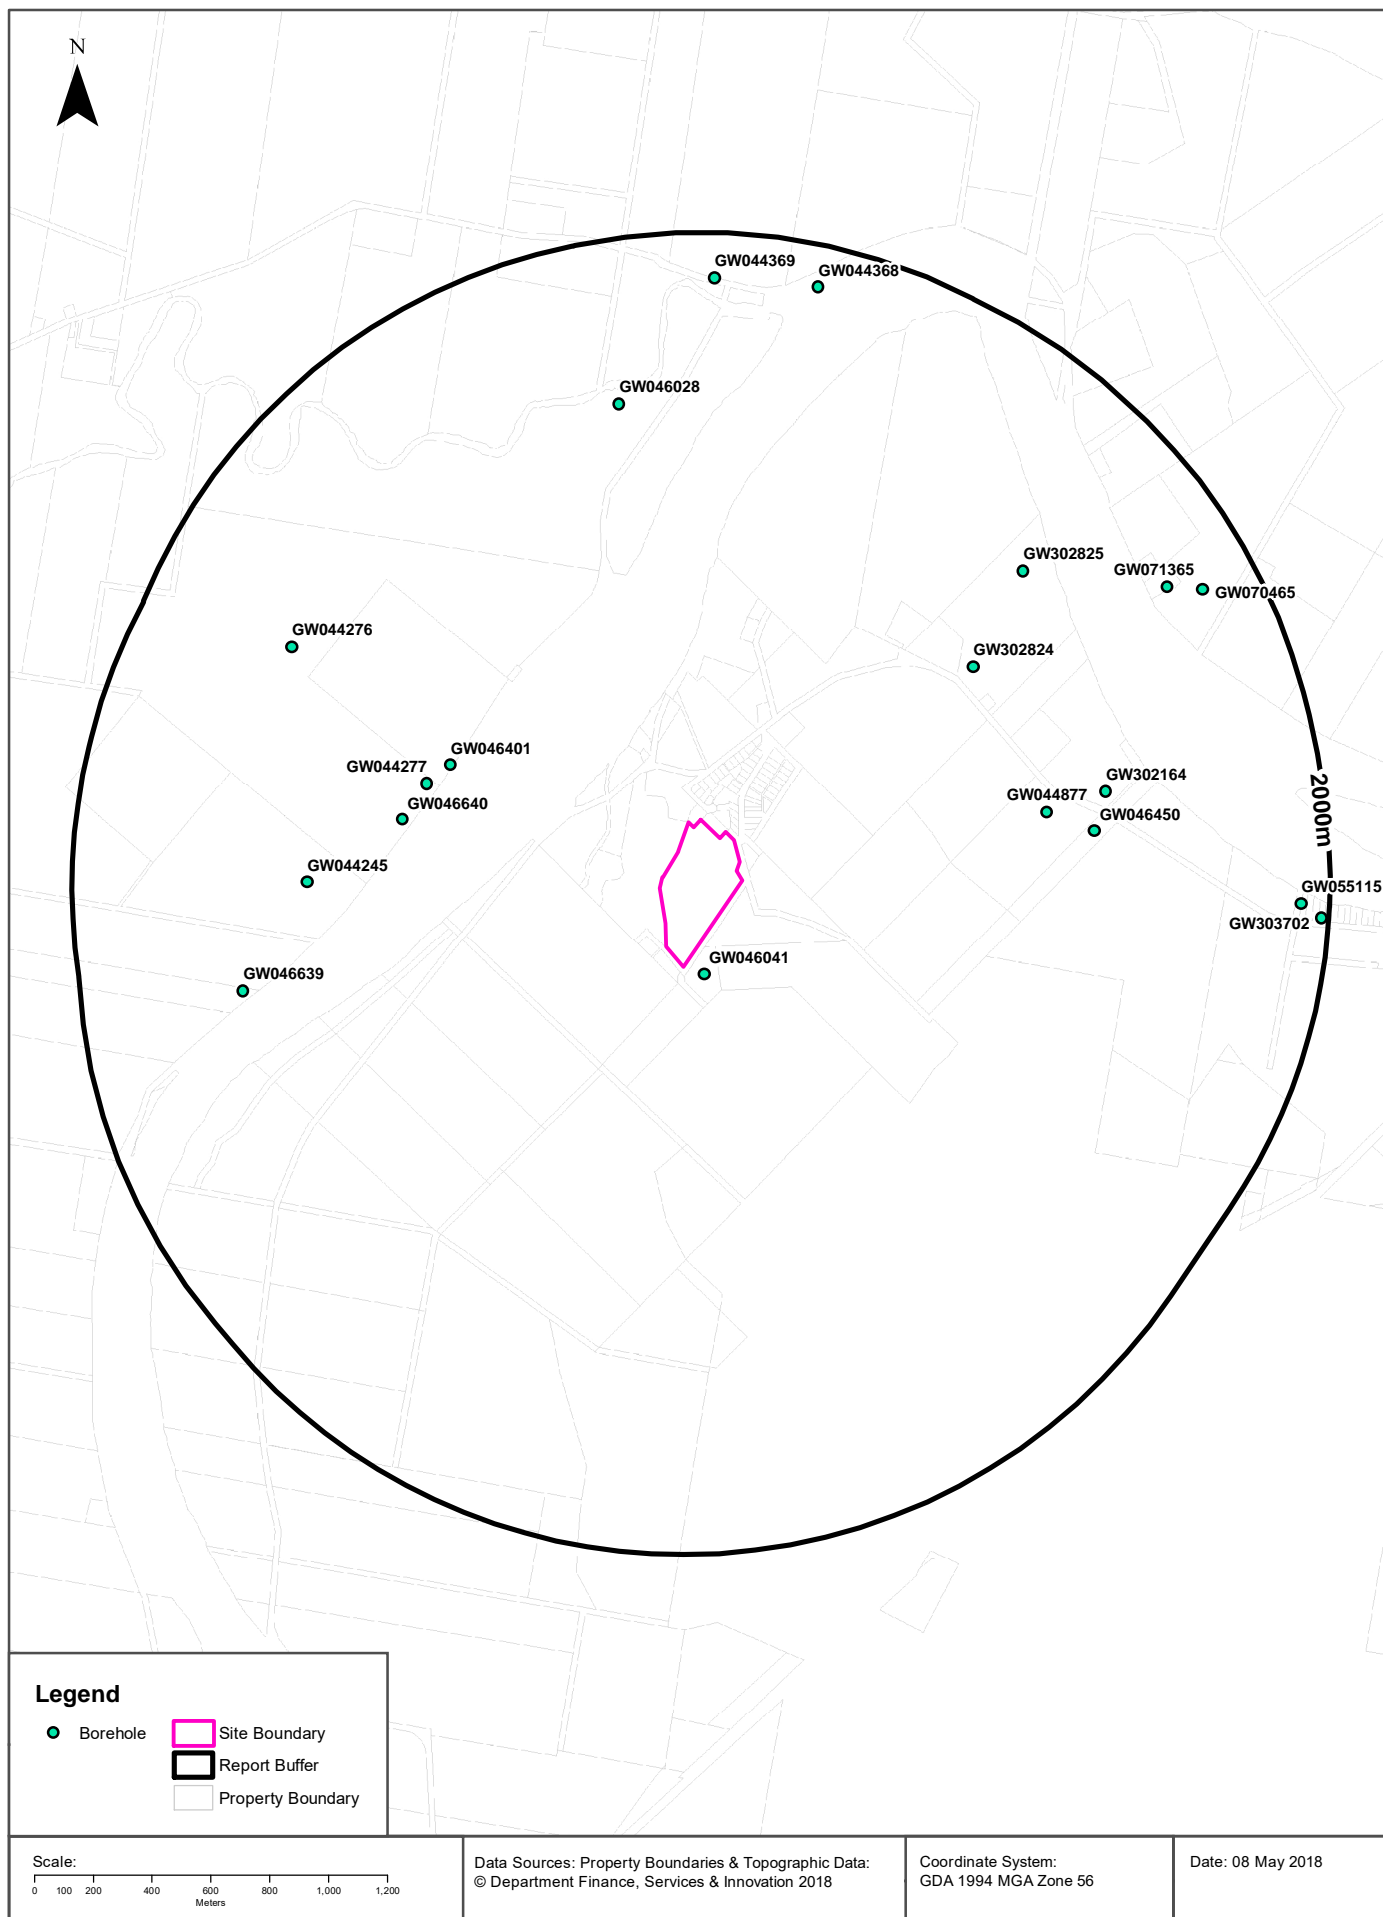 N
GW044369
GW044368
GW046028
GW302825
GW071365
GW070465
GW044276
GW302824
GW046401
GW044277
GW302164
2000m
GW044877
GW046640
GW046450
GW044245
GW055115
GW303702
GW046041
GW046639
Legend
Borehole
Site Boundary
Report Buffer
Property Boundary
Scale:
0 100 200 400 600 800 1,000 1,200
Meters
Data Sources: Property Boundaries & Topographic Data:
© Department Finance, Services & Innovation 2018
Coordinate System:
GDA 1994 MGA Zone 56
Date: 08 May 2018